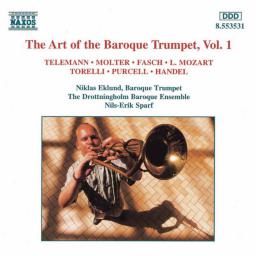 NAXOS
DDD
8.553531
The Art of the Baroque Trumpet, Vol. 1
TELEMANN • MOLTER • FASCH • L. MOZART
TORELLI • PURCELL • HANDEL
Niklas Eklund, Baroque Trumpet
The Drottningholm Baroque Ensemble
Nils-Erik Sparf